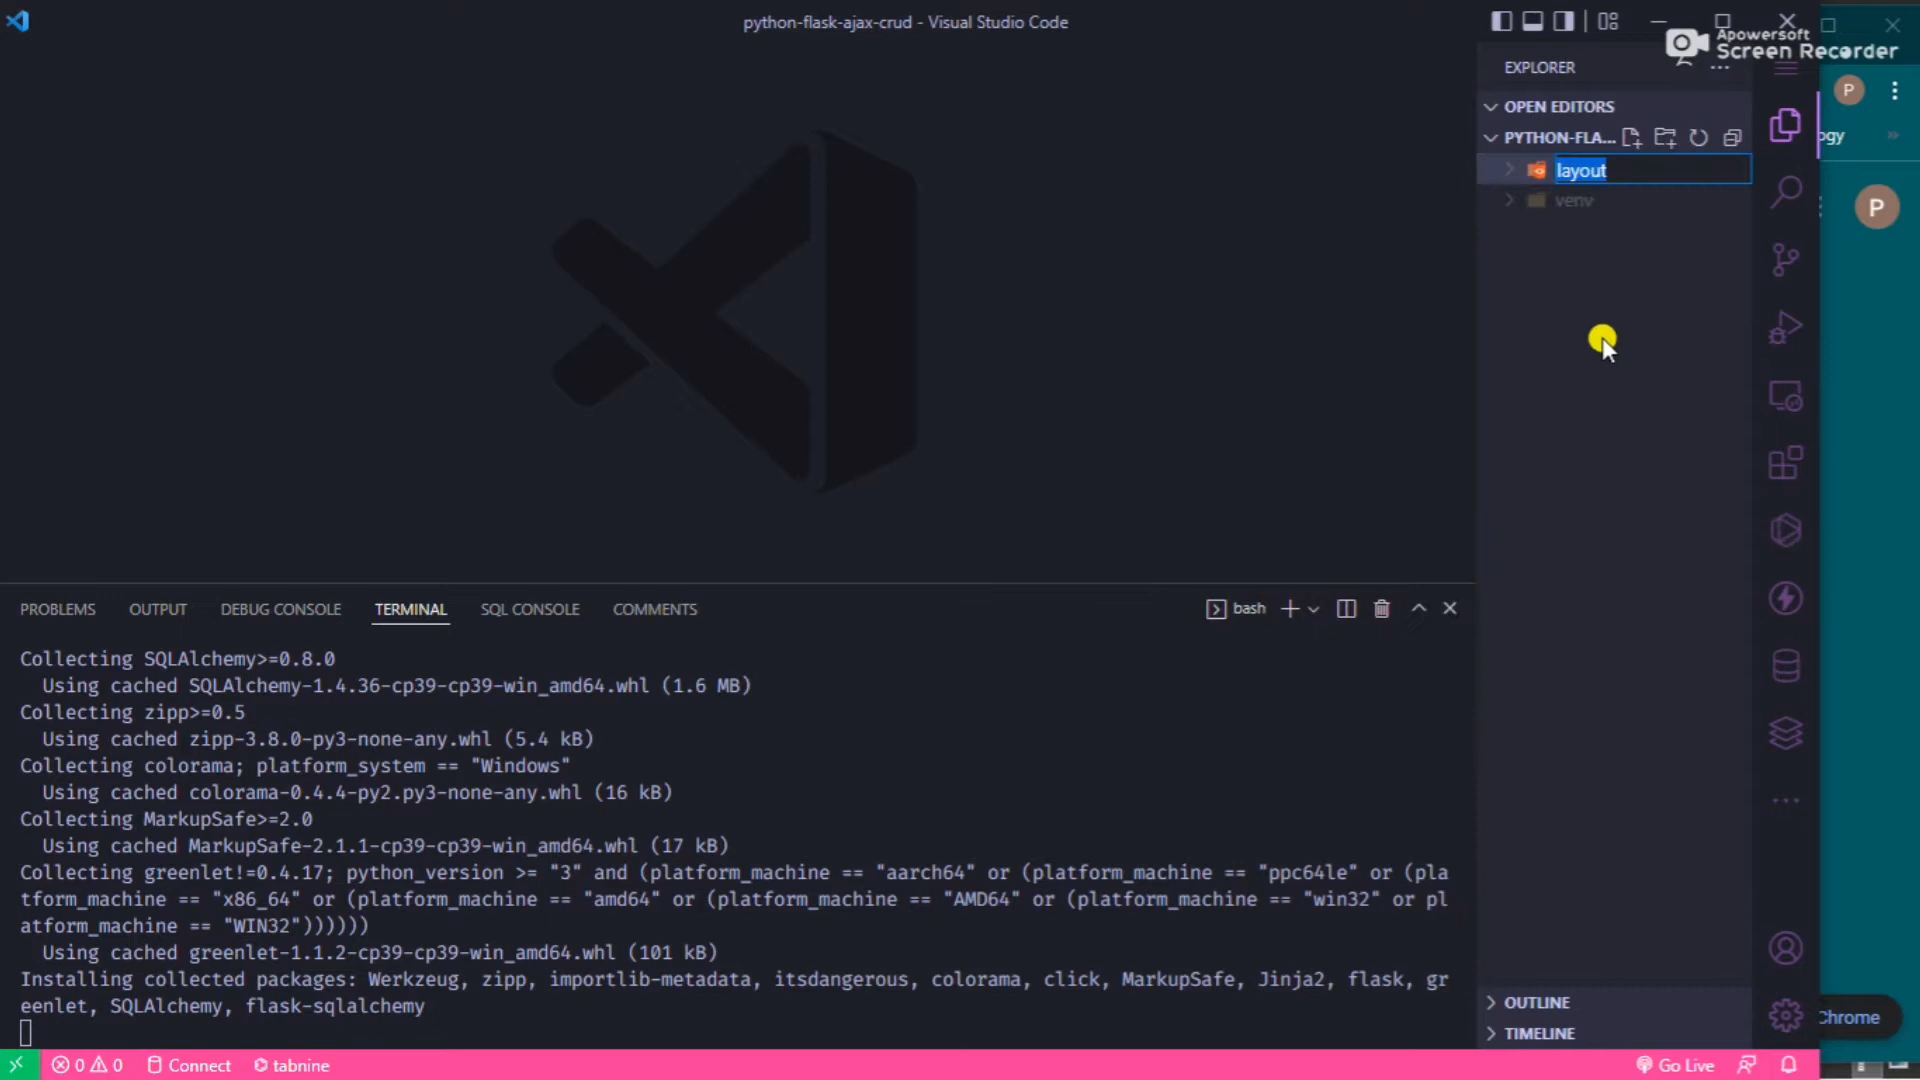 python-flask-ajax-crud - Visual Studio Code
Apowersoft
Screen Recorder
EXPLORER
OPEN EDITORS
PYTHON-FLA...
layout
venv
P
ogy
P
PROBLEMS OUTPUT DEBUG CONSOLE TERMINAL SQL CONSOLE COMMENTS
bash
Collecting SQLAlchemy>=0.8.0
Using cached SQLAlchemy-1.4.36-cp39-cp39-win_amd64.whl (1.6 MB)
Collecting zipp>=0.5
Using cached zipp-3.8.0-py3-none-any.whl (5.4 kB)
Collecting colorama; platform_system == "Windows"
Using cached colorama-0.4.4-py2.py3-none-any.whl (16 kB)
Collecting MarkupSafe>=2.0
Using cached MarkupSafe-2.1.1-cp39-cp39-win_amd64.whl (17 kB)
Collecting greenlet!=0.4.17; python_version >= "3" and (platform_machine == "aarch64" or (platform_machine == "ppc64le" or (pla
tform_machine == "x86_64" or (platform_machine == "amd64" or (platform_machine == "AMD64" or (platform_machine == "win32" or pl
atform_machine == "WIN32"))))))
Using cached greenlet-1.1.2-cp39-cp39-win_amd64.whl (101 kB)
Installing collected packages: Werkzeug, zipp, importlib-metadata, itsdangerous, colorama, click, MarkupSafe, Jinja2, flask, gr
eenlet, SQLAlchemy, flask-sqlalchemy
OUTLINE
TIMELINE
Chrome
0 0 Connect tabnine
Go Live